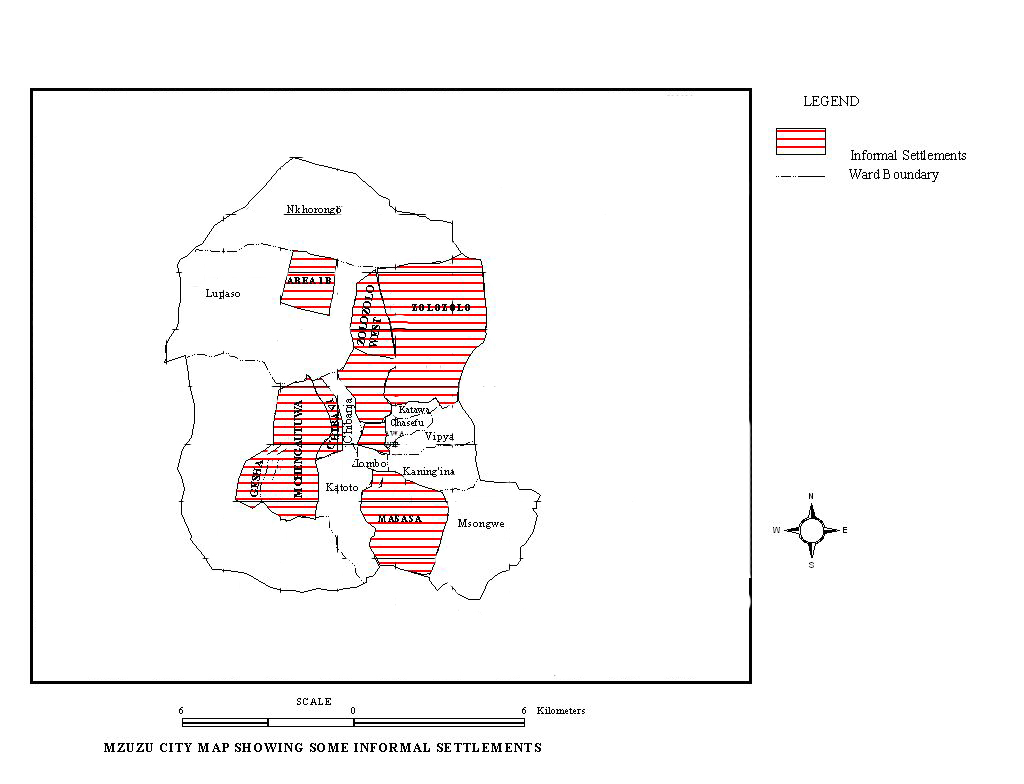 LEGEND
Informal Settlements
Ward Boundary
Nkhorongo
AREA 1B
Lupaso
ZOLOZOLO
WEST
ZOLOZOLO
Katawa
Chasefu
Vipya
Chibanja
CHIBANJA
MCHENGAUTUWA
GESHA
Jombo
Kaning'ina
Katoto
MASASA
Msongwe
N
W
E
S
SCALE
6 0 6 Kilometers
MZUZU CITY MAP SHOWING SOME INFORMAL SETTLEMENTS